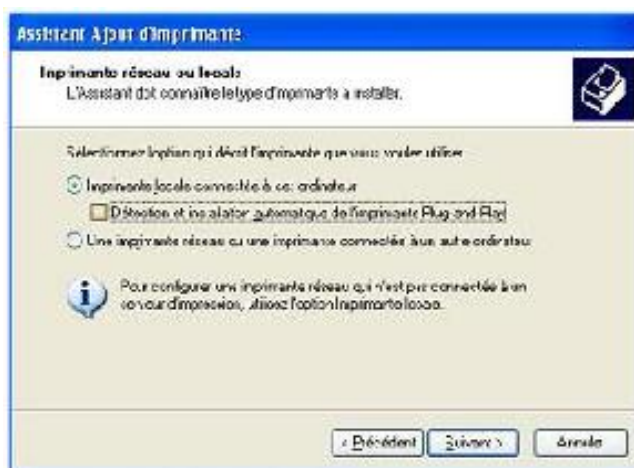 Assistant Ajout d'imprimante
Imprimante réseau ou locale
L'Assistant doit connaître le type d'imprimante à installer.
Sélectionnez l'option qui décrit l'imprimante que vous voulez utiliser
Imprimante locale connectée à cet ordinateur
Détection et installation automatique de l'imprimante Plug-and-Play
Une imprimante réseau ou une imprimante connectée à un autre ordinateur
Pour configurer une imprimante réseau qui n'est pas connectée à un
serveur d'impression, utilisez l'option Imprimante locale.
< Précédent Suivant > Annuler